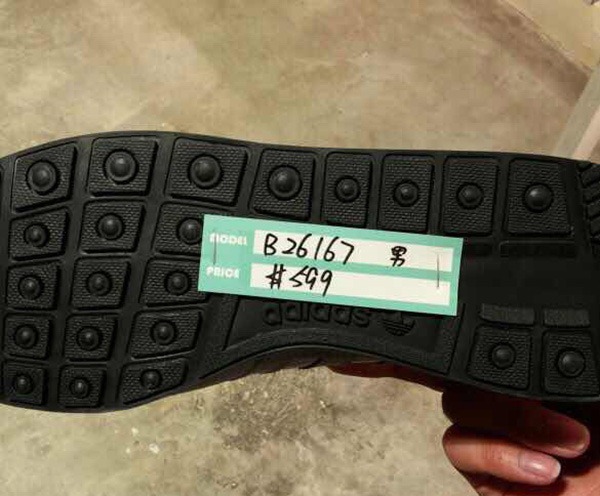 MODEL B26167 男
PRICE #599
adidas